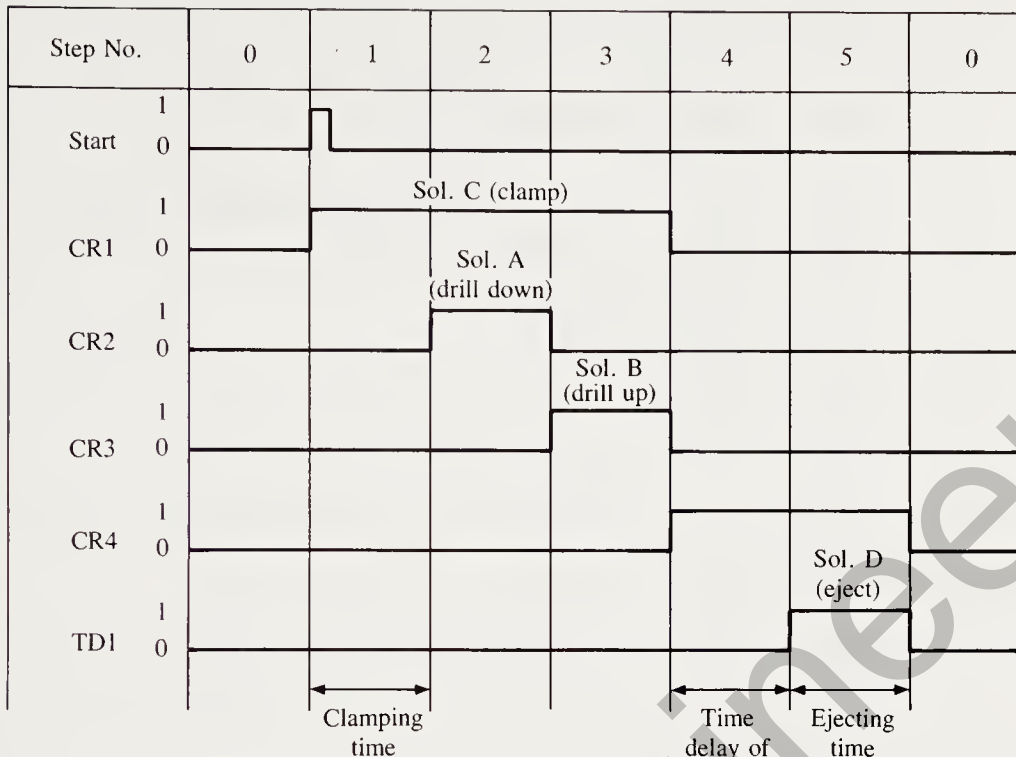 Step No. 0 1 2 3 4 5 0
1
Start 0
Sol. C (clamp)
1
CR1 0
Sol. A
(drill down)
1
CR2 0
Sol. B
(drill up)
1
CR3 0
1
CR4 0
Sol. D
(eject)
1
TD1 0
Clamping
time
Time
delay of
Ejecting
time